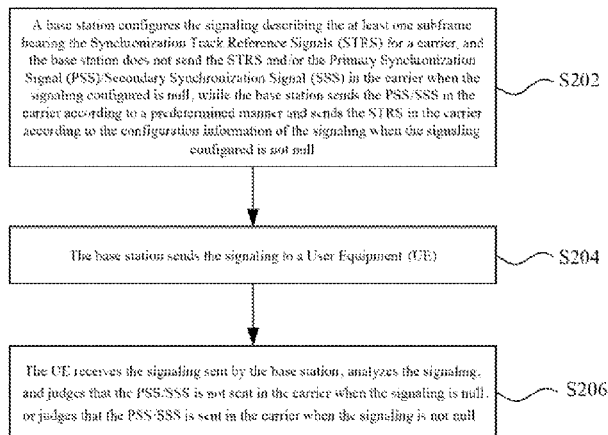 A base station configures the signaling describing the at least one subframe
bearing the Synchronization Track Reference Signals (STRS) for a carrier, and
the base station does not send the STRS and/or the Primary Synchronization
Signal (PSS)/Secondary Synchronization Signal (SSS) in the carrier when the
signaling configured is null, while the base station sends the PSS/SSS in the
carrier according to a predetermined manner and sends the STRS in the carrier
according to the configuration information of the signaling when the signaling
configured is not null
S202
The base station sends the signaling to a User Equipment (UE)
S204
The UE receives the signaling sent by the base station, analyzes the signaling,
and judges that the PSS/SSS is not sent in the carrier when the signaling is null,
or judges that the PSS/SSS is sent in the carrier when the signaling is not null
S206